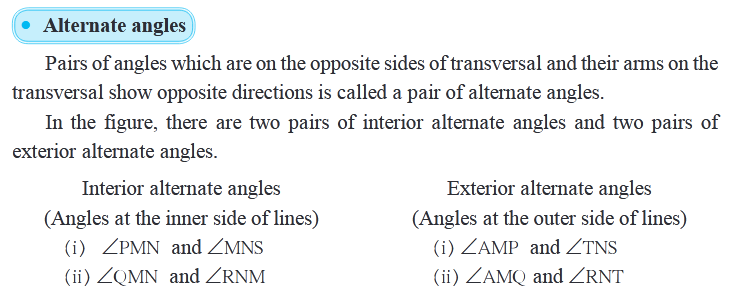 • Alternate angles
Pairs of angles which are on the opposite sides of transversal and their arms on the
transversal show opposite directions is called a pair of alternate angles.
In the figure, there are two pairs of interior alternate angles and two pairs of
exterior alternate angles.
Interior alternate angles
(Angles at the inner side of lines)
(i) ∠PMN and ∠MNS
(ii) ∠QMN and ∠RNM
Exterior alternate angles
(Angles at the outer side of lines)
(i) ∠AMP and ∠TNS
(ii) ∠AMQ and ∠RNT